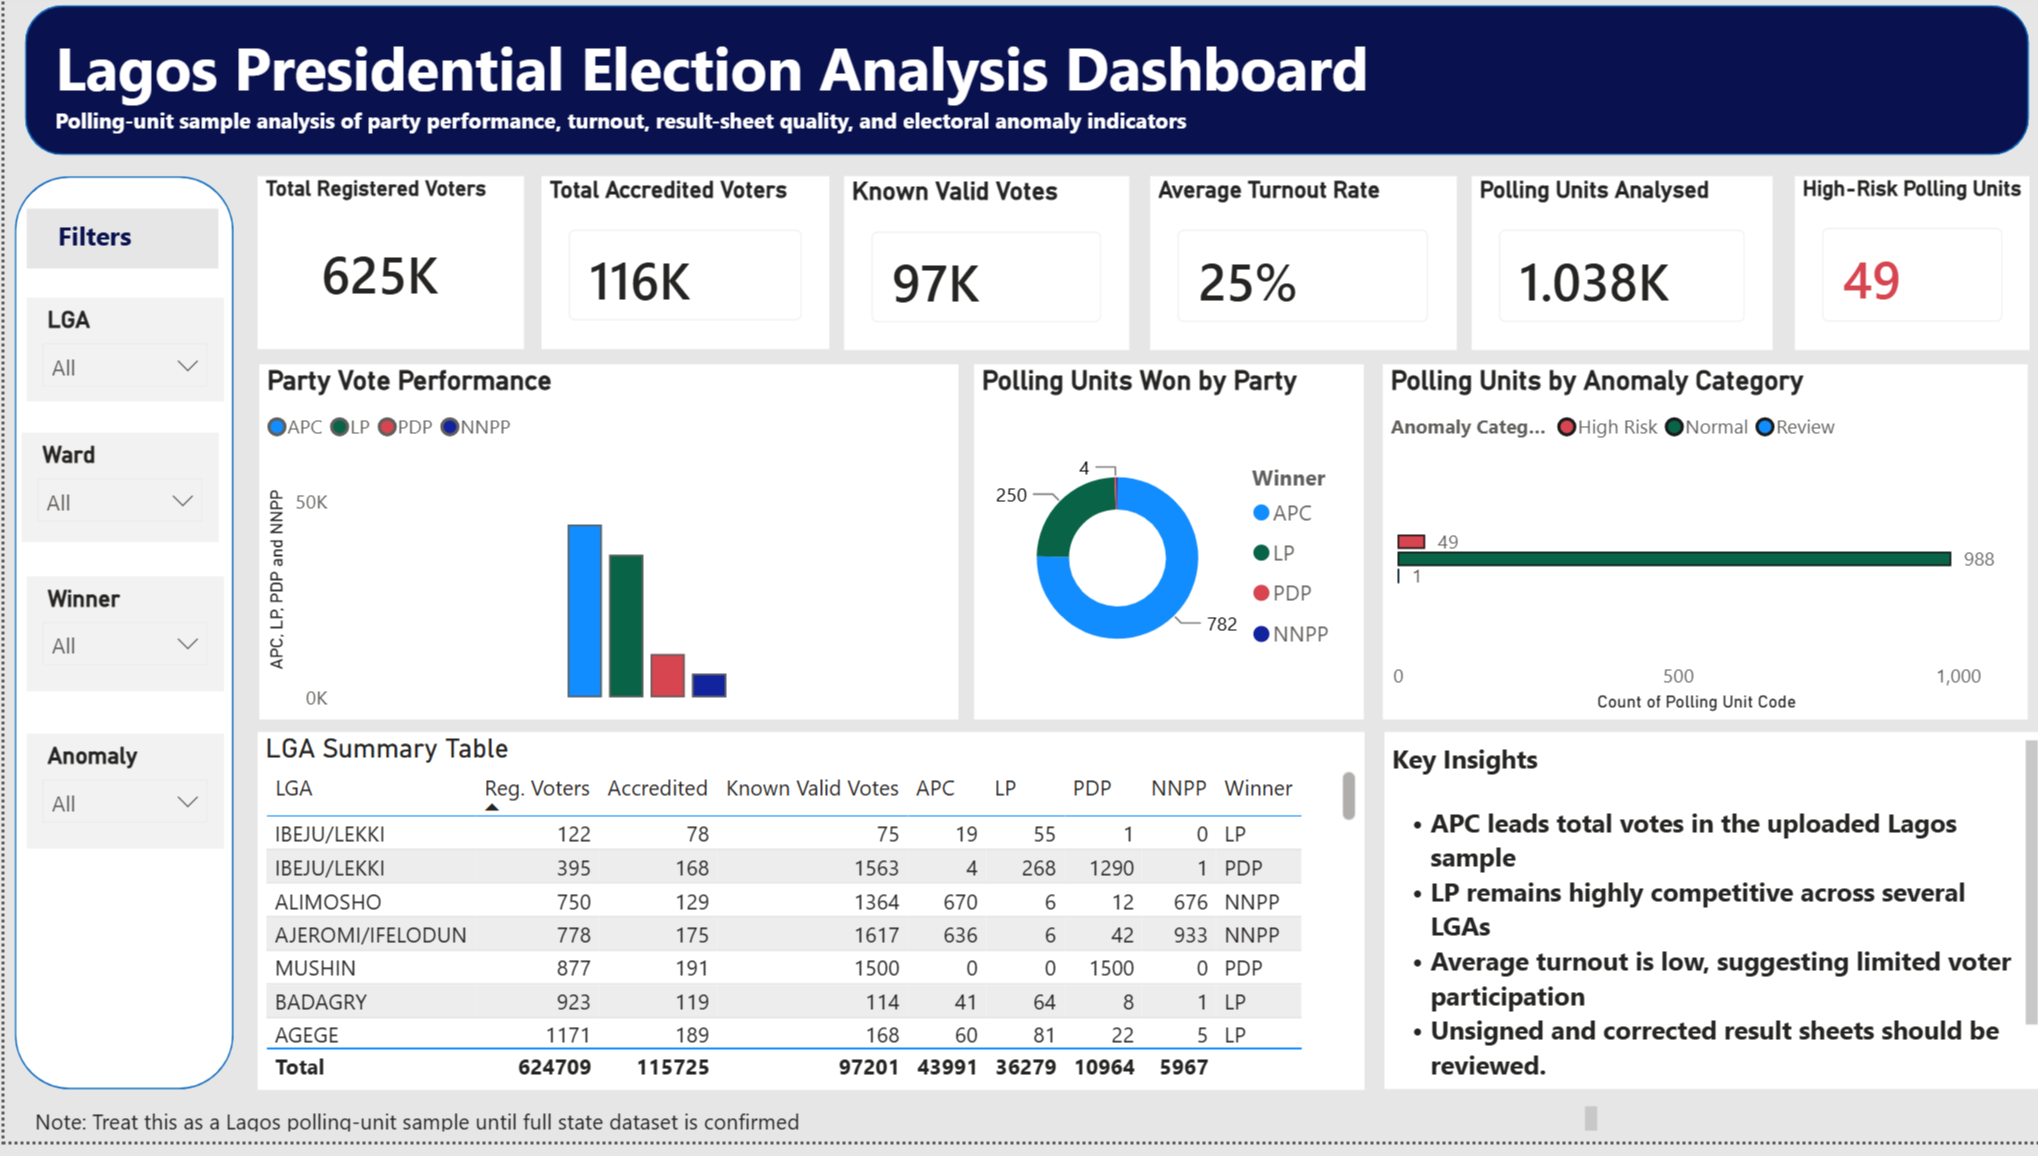 Lagos Presidential Election Analysis Dashboard
Polling-unit sample analysis of party performance, turnout, result-sheet quality, and electoral anomaly indicators
Filters
LGA
All
Ward
All
Winner
All
Anomaly
All
Total Registered Voters
625K
Total Accredited Voters
116K
Known Valid Votes
97K
Average Turnout Rate
25%
Polling Units Analysed
1.038K
High-Risk Polling Units
49
Party Vote Performance
APC LP PDP NNPP
APC, LP, PDP and NNPP
50K
0K
Polling Units Won by Party
4
250
782
Winner
APC
LP
PDP
NNPP
Polling Units by Anomaly Category
Anomaly Categ... High Risk Normal Review
49
988
1
0 500 1,000
Count of Polling Unit Code
LGA Summary Table
LGA Reg. Voters Accredited Known Valid Votes APC LP PDP NNPP Winner
IBEJU/LEKKI 122 78 75 19 55 1 0 LP
IBEJU/LEKKI 395 168 1563 4 268 1290 1 PDP
ALIMOSHO 750 129 1364 670 6 12 676 NNPP
AJEROMI/IFELODUN 778 175 1617 636 6 42 933 NNPP
MUSHIN 877 191 1500 0 0 1500 0 PDP
BADAGRY 923 119 114 41 64 8 1 LP
AGEGE 1171 189 168 60 81 22 5 LP
Total 624709 115725 97201 43991 36279 10964 5967
Key Insights
• APC leads total votes in the uploaded Lagos
sample
• LP remains highly competitive across several
LGAs
• Average turnout is low, suggesting limited voter
participation
• Unsigned and corrected result sheets should be
reviewed.
Note: Treat this as a Lagos polling-unit sample until full state dataset is confirmed